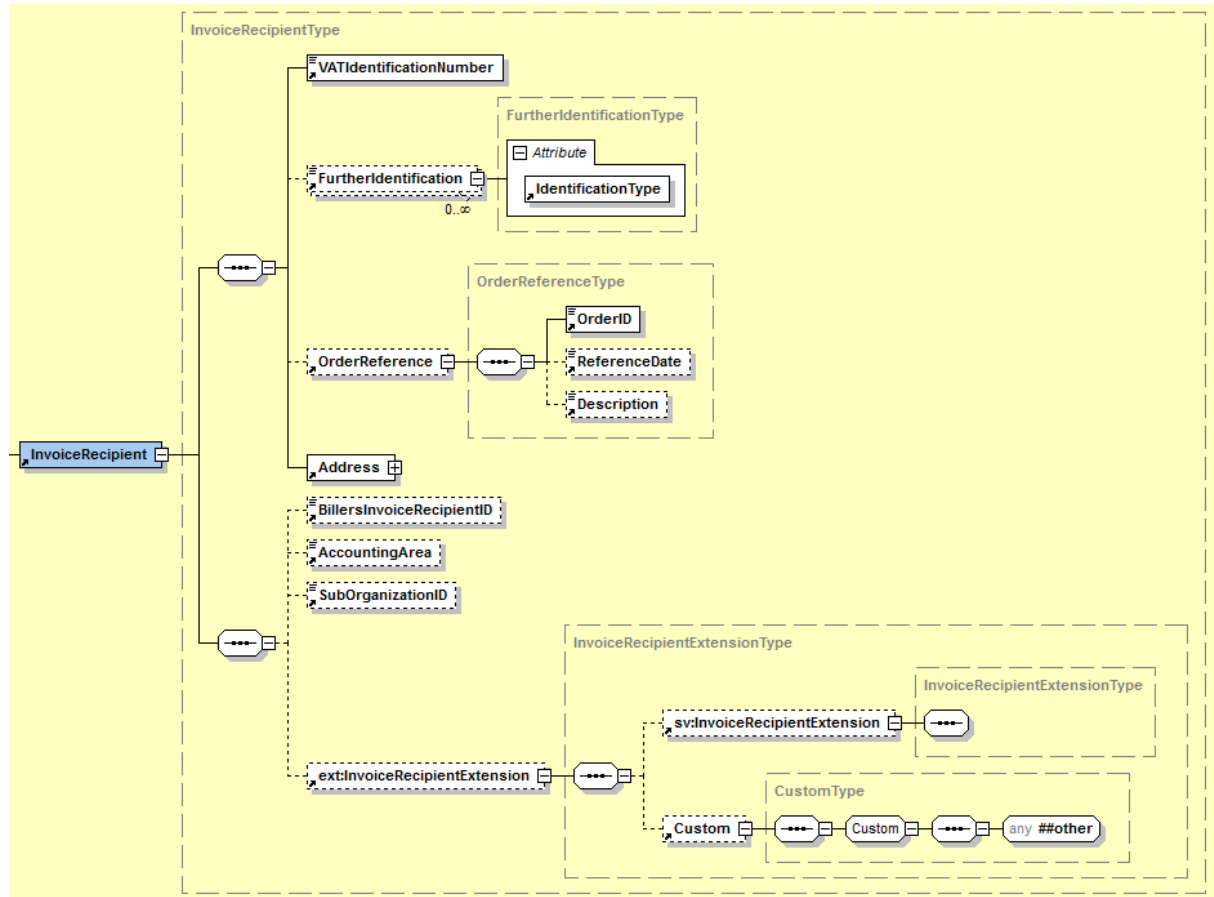 InvoiceRecipientType
VATIdentificationNumber
FurtherIdentificationType
Attribute
FurtherIdentification
IdentificationType
0..∞
OrderReferenceType
OrderID
OrderReference
ReferenceDate
Description
InvoiceRecipient
Address
BillersInvoiceRecipientID
AccountingArea
SubOrganizationID
InvoiceRecipientExtensionType
InvoiceRecipientExtensionType
sv:InvoiceRecipientExtension
ext:InvoiceRecipientExtension
CustomType
Custom
Custom
any ##other